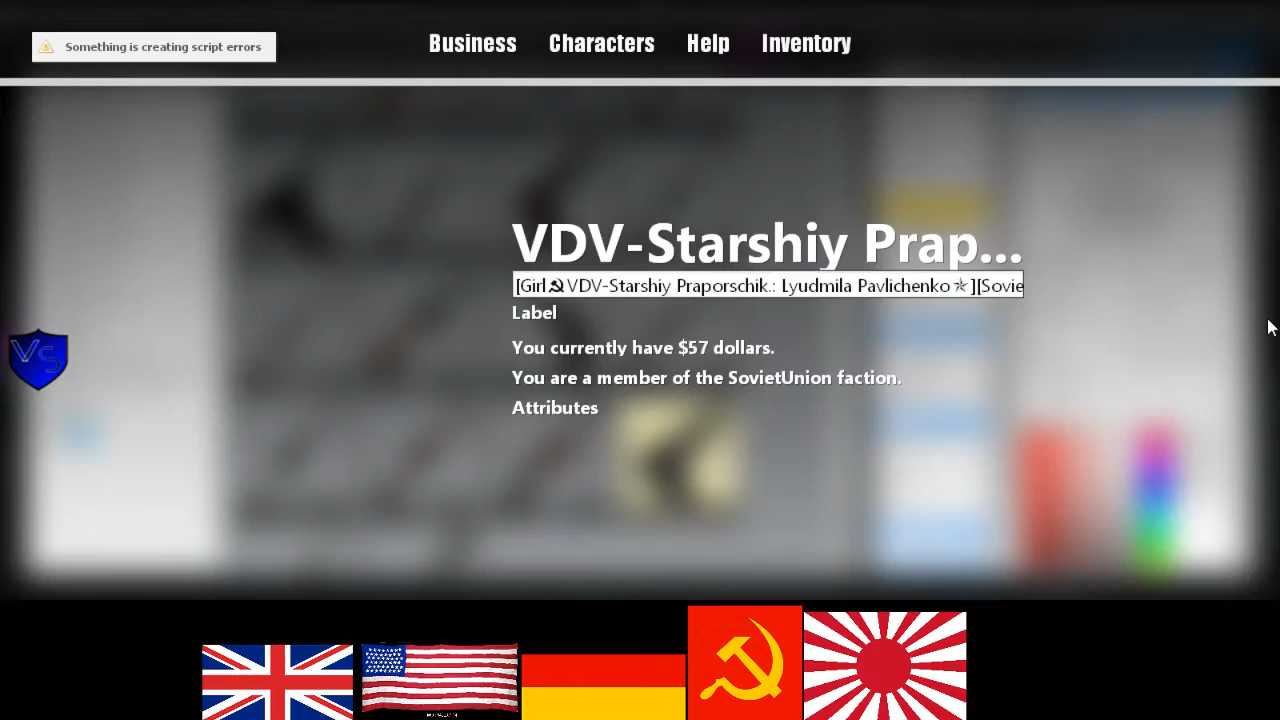 Something is creating script errors
Business Characters Help Inventory
VDV-Starshiy Prap...
[Girl☭VDV-Starshiy Praporschik.: Lyudmila Pavlichenko✯][Sovie
Label
VS
You currently have $57 dollars.
You are a member of the SovietUnion faction.
Attributes